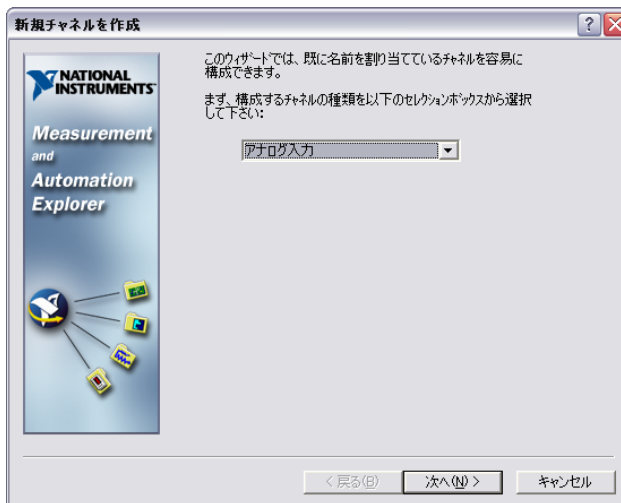 新規チャネルを作成
NATIONAL
INSTRUMENTS
Measurement
and
Automation
Explorer
このウィザードでは、既に名前を割り当てているチャネルを容易に
構成できます。
まず、構成するチャネルの種類を以下のセレクションボックスから選択
して下さい:
アナログ入力
< 戻る(B)
次へ(N) >
キャンセル